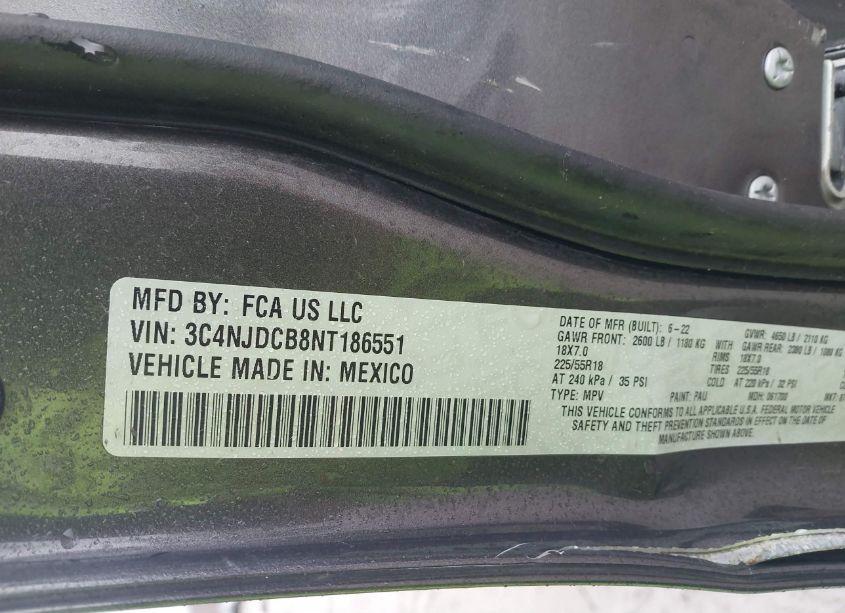 MFD BY: FCA US LLC
VIN: 3C4NJDCB8NT186551
VEHICLE MADE IN: MEXICO
DATE OF MFR (BUILT): 6-22 GVWR: 4650 LB / 2110 KG
GAWR FRONT: 2600 LB / 1180 KG WITH GAWR REAR: 2380 LB / 1080 KG
18X7.0 RIMS 18X7.0
225/55R18 TIRES 225/55R18
AT 240 kPa / 35 PSI COLD AT 220 kPa / 32 PSI
TYPE: MPV PAINT: PAU MDH: 061700
THIS VEHICLE CONFORMS TO ALL APPLICABLE U.S.A. FEDERAL MOTOR VEHICLE
SAFETY AND THEFT PREVENTION STANDARDS IN EFFECT ON THE DATE OF
MANUFACTURE SHOWN ABOVE.